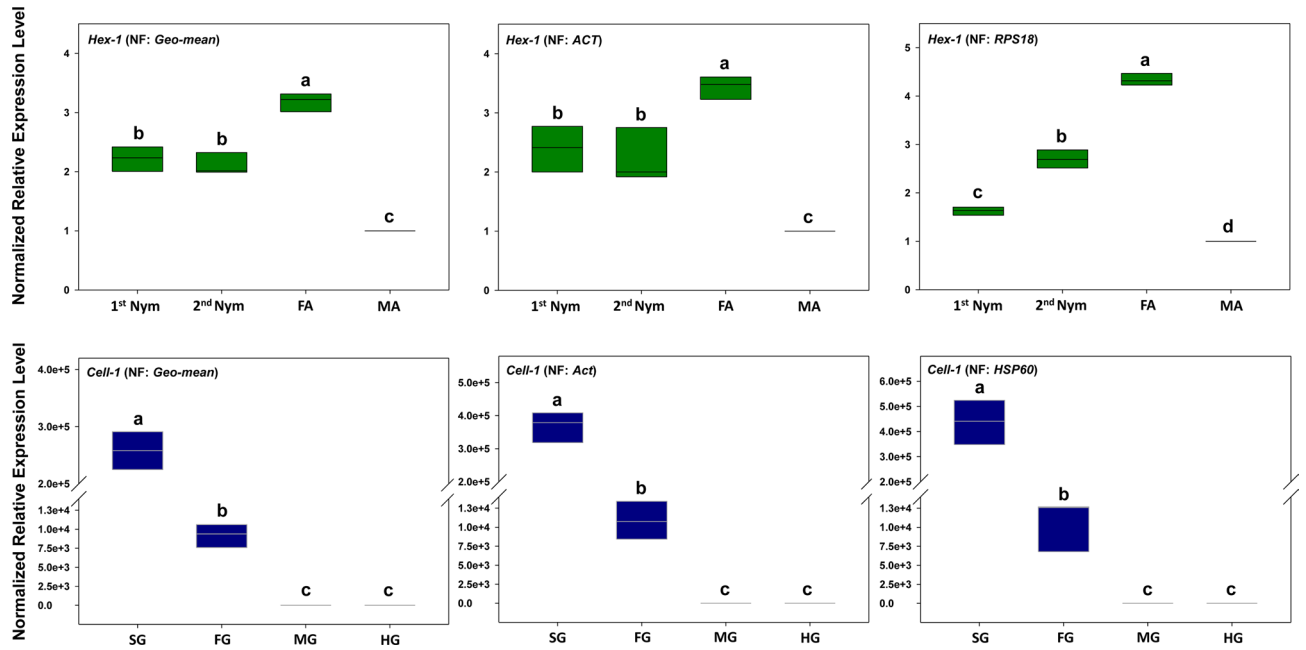 Normalized Relative Expression Level
Hex-1 (NF: Geo-mean)
4
3
2
1
0
b
b
a
c
1st Nym
2nd Nym
FA
MA
Hex-1 (NF: ACT)
4
3
2
1
0
b
b
a
c
1st Nym
2nd Nym
FA
MA
Hex-1 (NF: RPS18)
5
4
3
2
1
0
c
b
a
d
1st Nym
2nd Nym
FA
MA
Normalized Relative Expression Level
Cell-1 (NF: Geo-mean)
4.0e+5
3.0e+5
2.0e+5
1.3e+4
1.0e+4
7.5e+3
5.0e+3
2.5e+3
0.0
a
b
c
c
SG
FG
MG
HG
Cell-1 (NF: Act)
5.0e+5
4.0e+5
3.0e+5
2.0e+5
1.3e+4
1.0e+4
7.5e+3
5.0e+3
2.5e+3
0.0
a
b
c
c
SG
FG
MG
HG
Cell-1 (NF: HSP60)
6.0e+5
5.0e+5
4.0e+5
3.0e+5
2.0e+5
1.3e+4
1.0e+4
7.5e+3
5.0e+3
2.5e+3
0.0
a
b
c
c
SG
FG
MG
HG